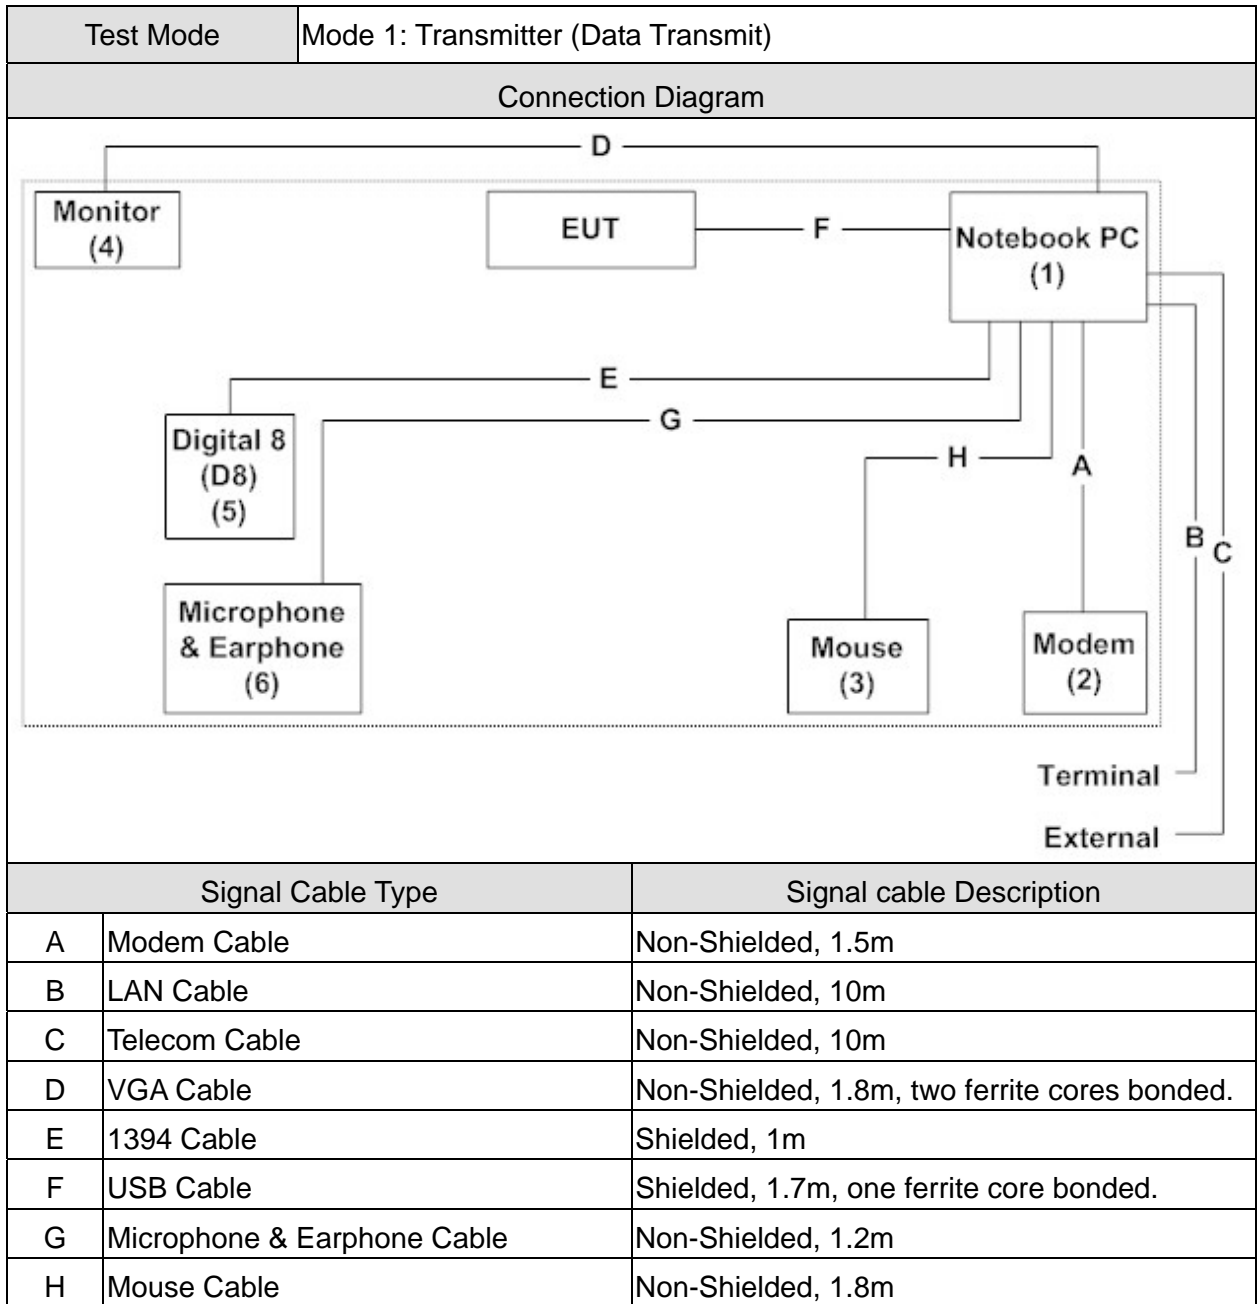 Test Mode Mode 1: Transmitter (Data Transmit)
Connection Diagram
D
Monitor
(4)
EUT
F
Notebook PC
(1)
E
G
Digital 8
(D8)
(5)
H
A
B
C
Microphone
& Earphone
(6)
Mouse
(3)
Modem
(2)
Terminal
External
Signal Cable Type Signal cable Description
A Modem Cable Non-Shielded, 1.5m
B LAN Cable Non-Shielded, 10m
C Telecom Cable Non-Shielded, 10m
D VGA Cable Non-Shielded, 1.8m, two ferrite cores bonded.
E 1394 Cable Shielded, 1m
F USB Cable Shielded, 1.7m, one ferrite core bonded.
G Microphone & Earphone Cable Non-Shielded, 1.2m
H Mouse Cable Non-Shielded, 1.8m